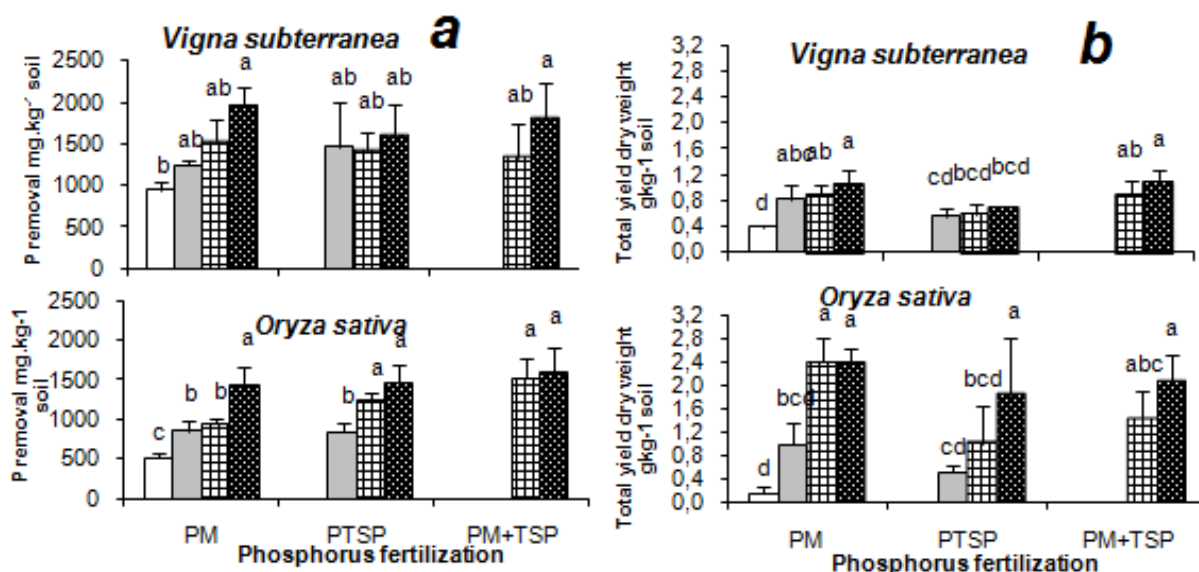 Vigna subterranea
a
P removal mg.kg⁻¹ soil
2500
2000
1500
1000
500
0
b
ab
ab
a
ab
ab
ab
ab
a
Oryza sativa
P removal mg.kg-1
soil
2500
2000
1500
1000
500
0
c
b
b
a
b
a
a
a
a
PM
PTSP
PM+TSP
Phosphorus fertilization
Vigna subterranea
b
Total yield dry weight
gkg-1 soil
3,2
2,8
2,4
2,0
1,6
1,2
0,8
0,4
0,0
d
abc
ab
a
cd
bcd
bcd
ab
a
Oryza sativa
Total yield dry weight
gkg-1 soil
3,2
2,8
2,4
2,0
1,6
1,2
0,8
0,4
0,0
d
bcd
a
a
cd
bcd
a
abc
a
PM
PTSP
PM+TSP
Phosphorus fertilization